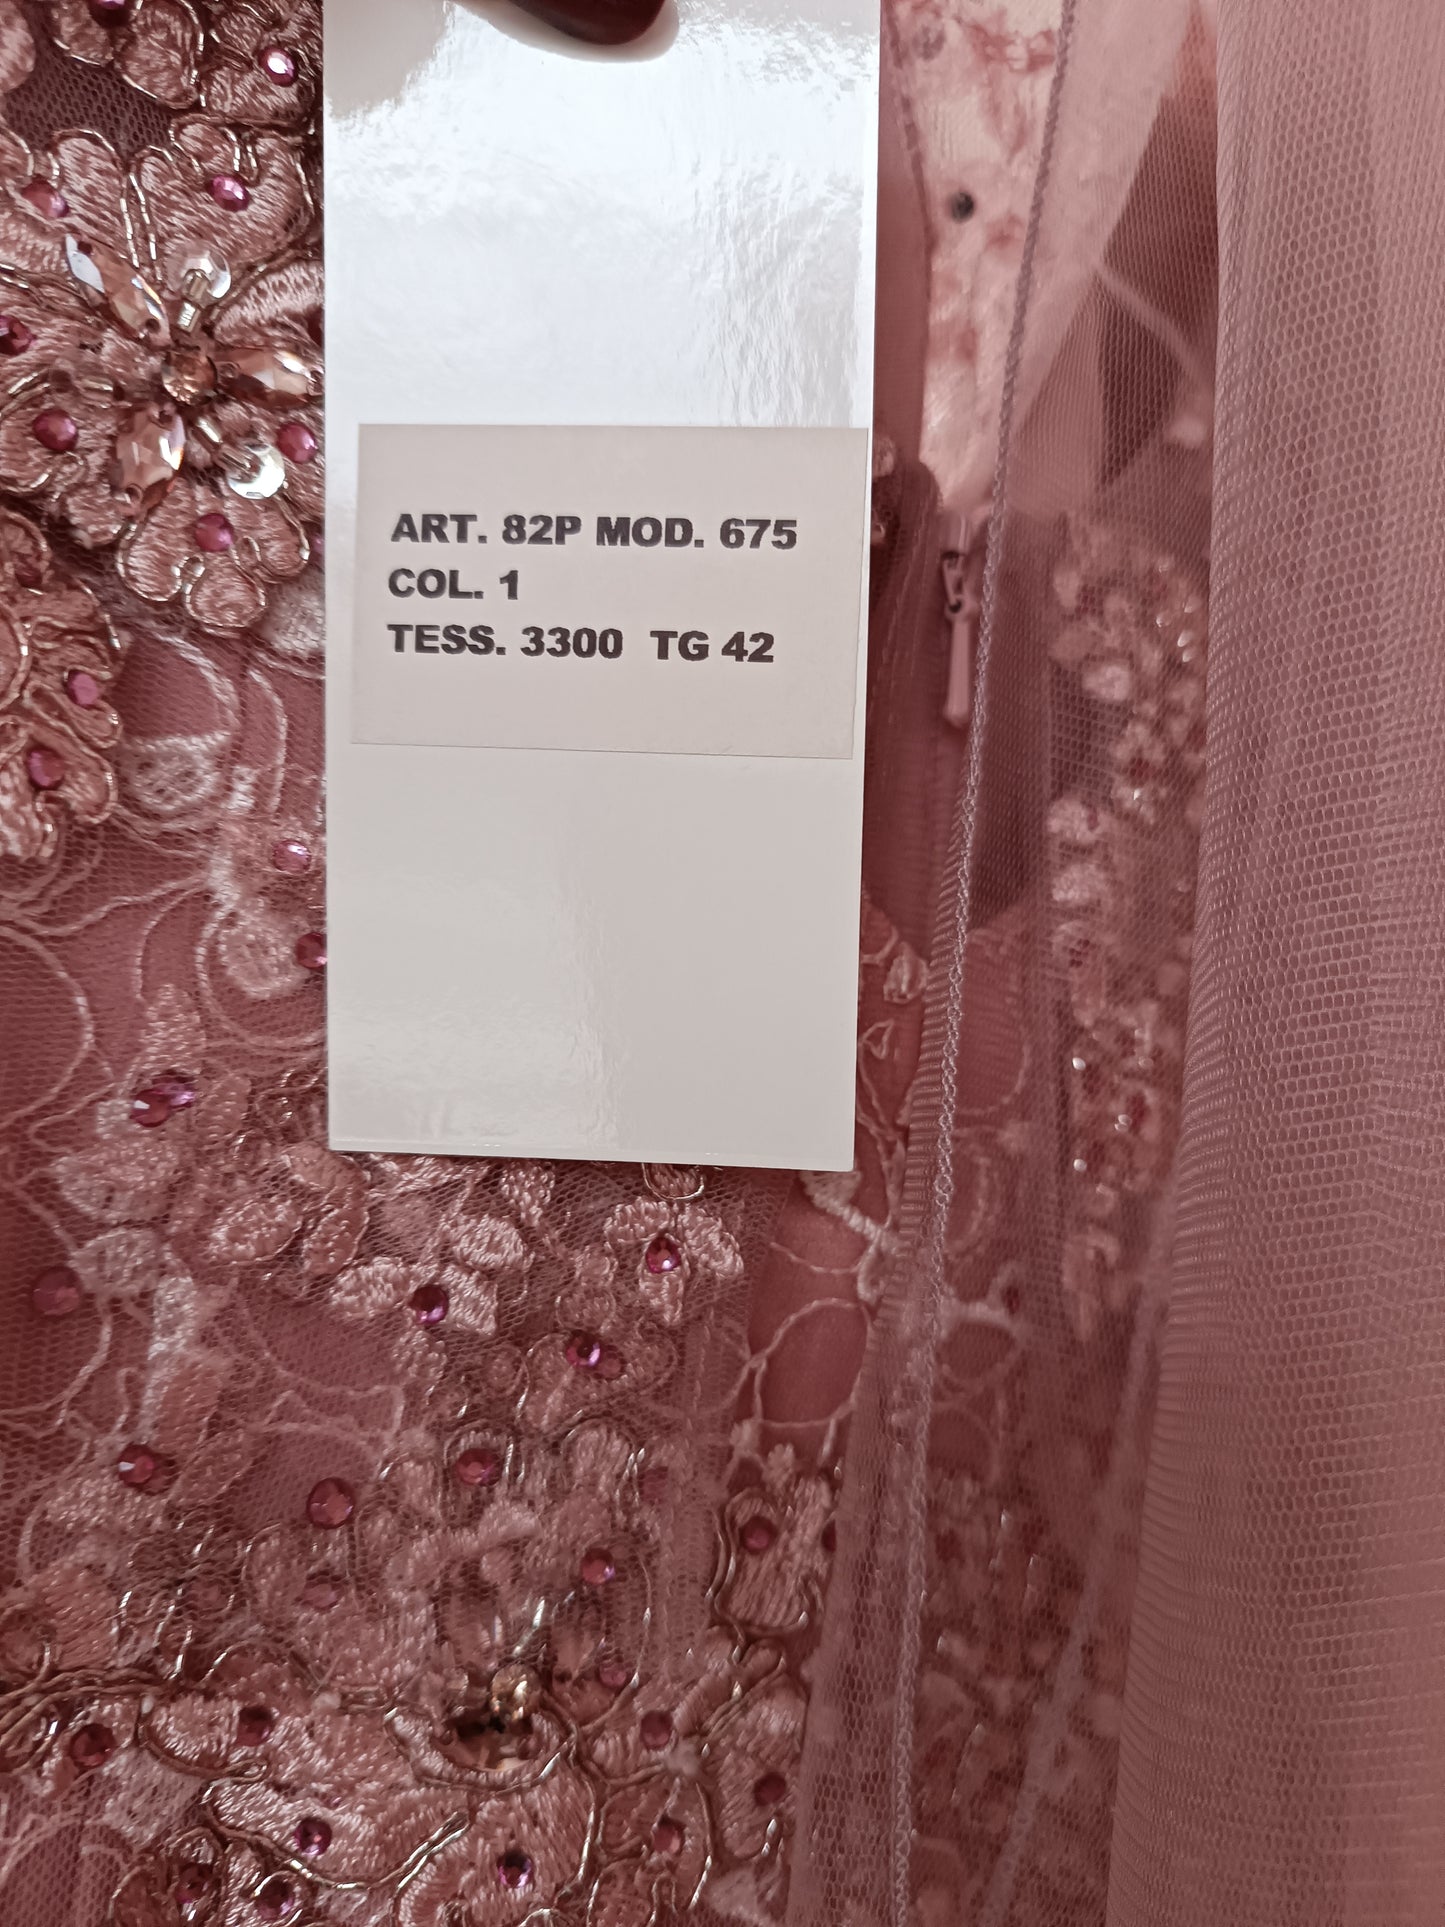 ART. 82P MOD. 675
COL. 1
TESS. 3300 TG 42